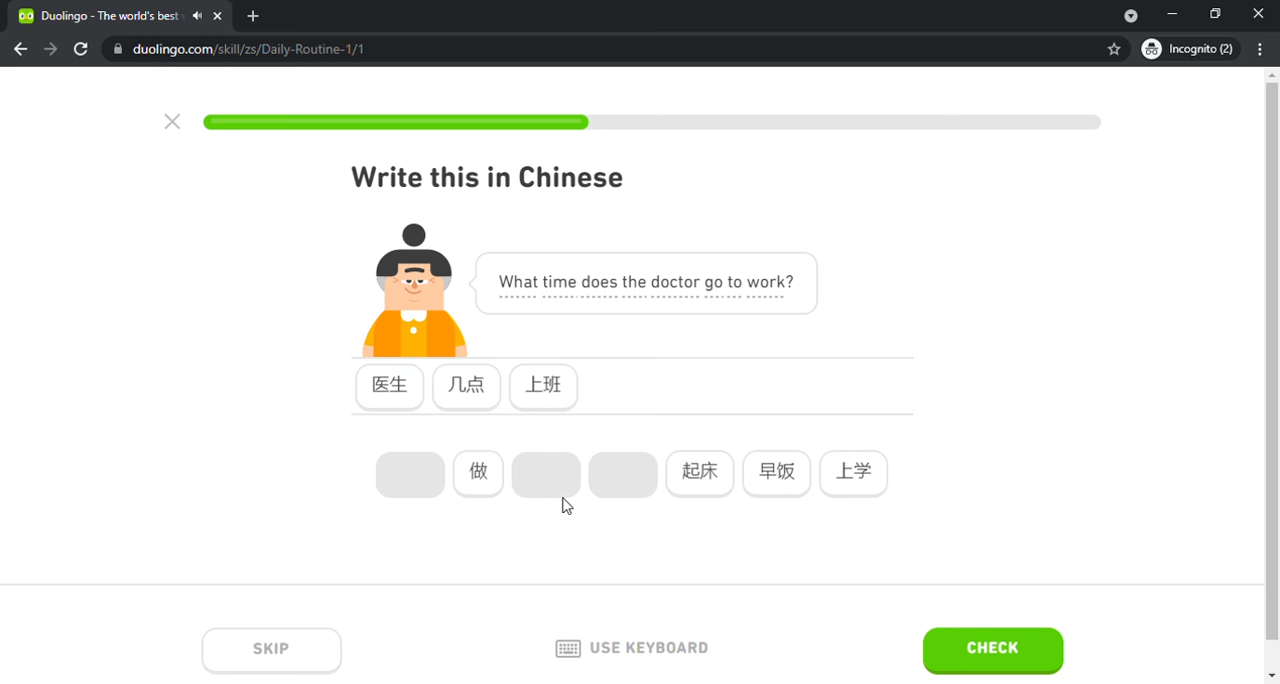 Duolingo - The world's best
duolingo.com/skill/zs/Daily-Routine-1/1
Incognito (2)
Write this in Chinese
What time does the doctor go to work?
医生 几点 上班
做 起床 早饭 上学
SKIP USE KEYBOARD CHECK